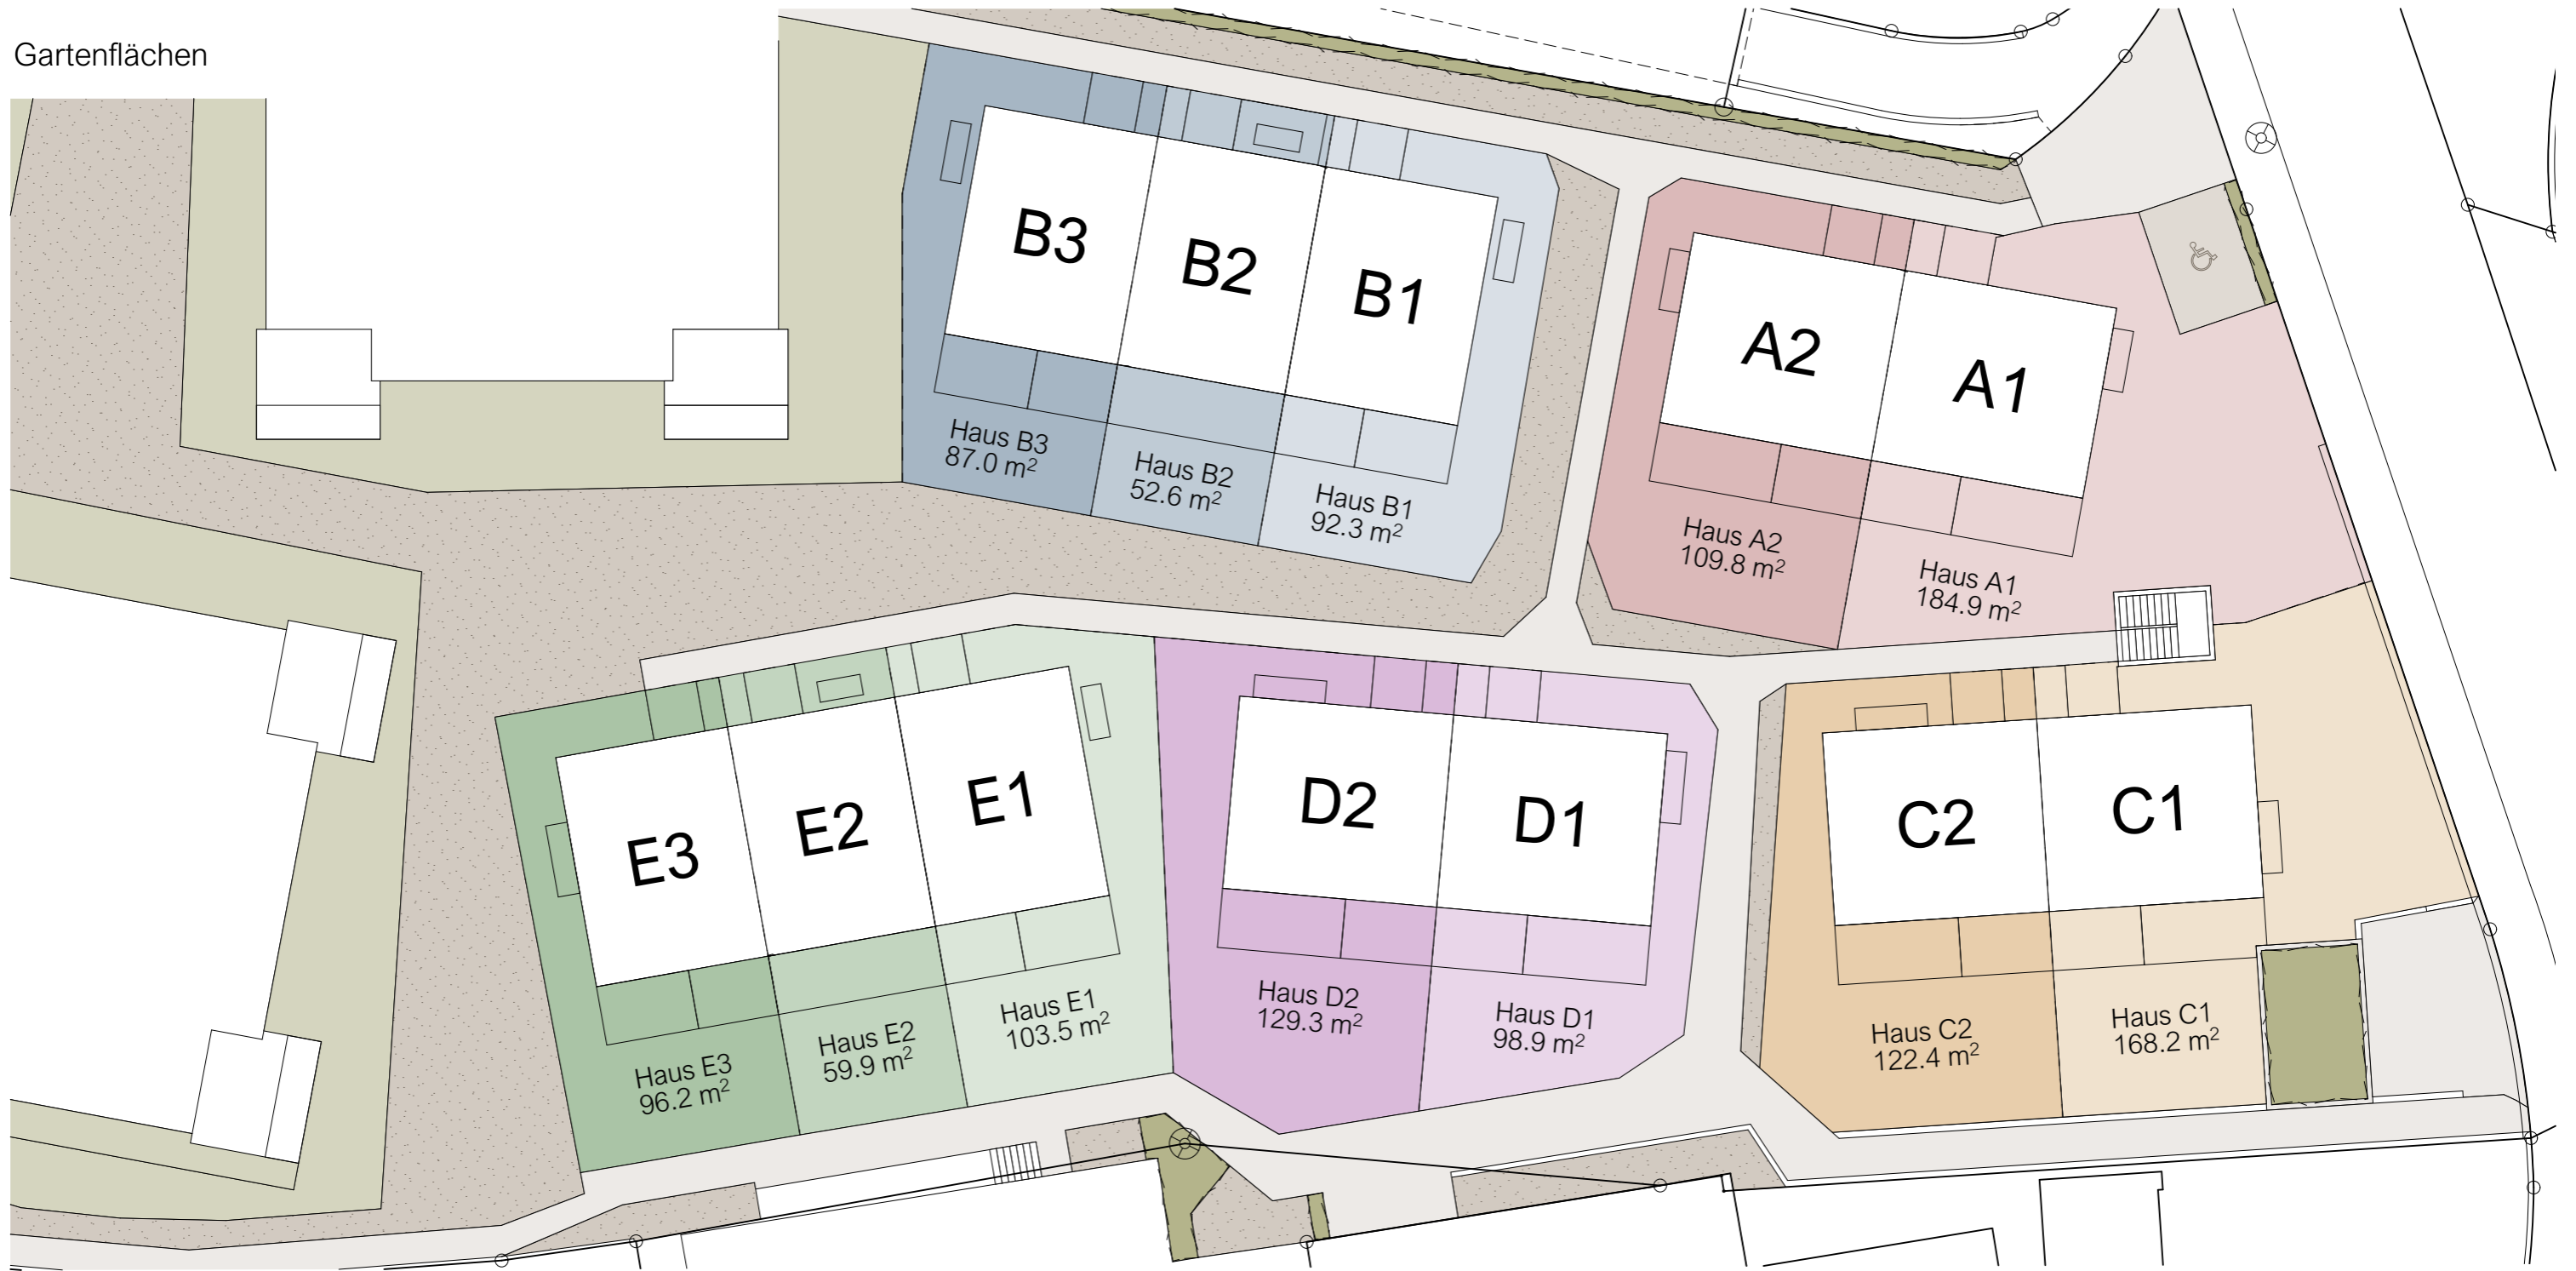 Gartenflächen
B3
B2
B1
A2
A1
Haus B3
87.0 m²
Haus B2
52.6 m²
Haus B1
92.3 m²
Haus A2
109.8 m²
Haus A1
184.9 m²
E3
E2
E1
D2
D1
C2
C1
Haus E3
96.2 m²
Haus E2
59.9 m²
Haus E1
103.5 m²
Haus D2
129.3 m²
Haus D1
98.9 m²
Haus C2
122.4 m²
Haus C1
168.2 m²